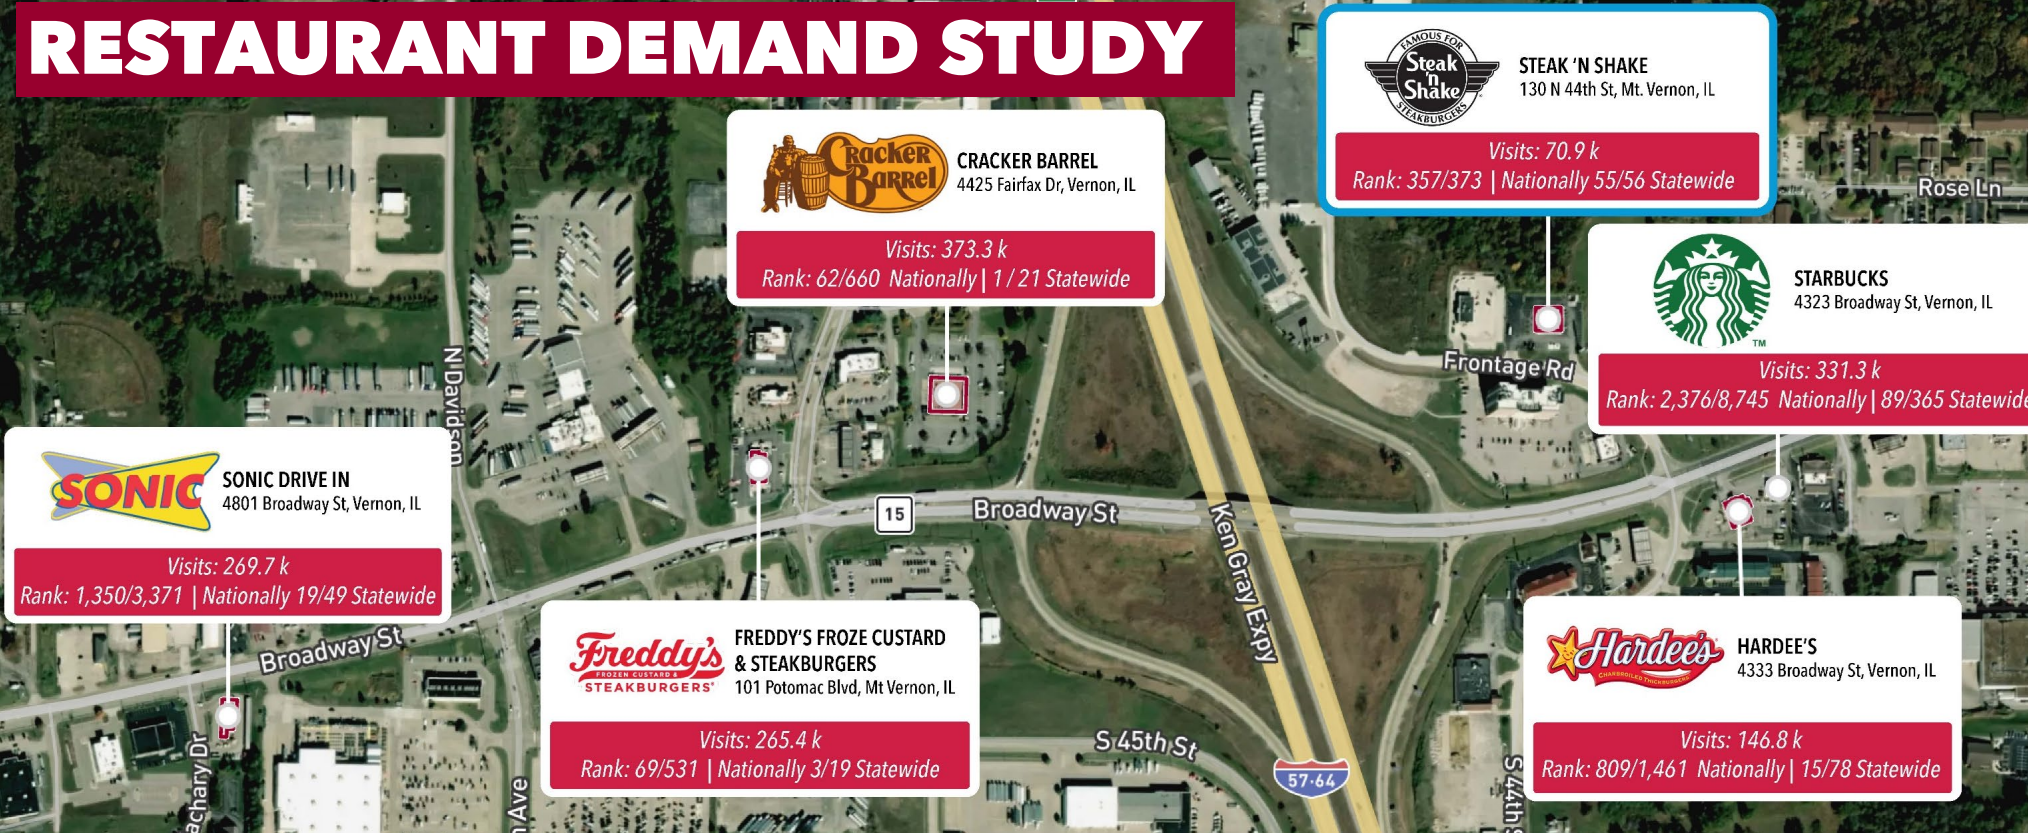 RESTAURANT DEMAND STUDY
FAMOUS FOR
Steak
'n
Shake
STEAKBURGERS
STEAK 'N SHAKE
130 N 44th St, Mt. Vernon, IL
Visits: 70.9 k
Rank: 357/373 | Nationally 55/56 Statewide
Cracker
Barrel
CRACKER BARREL
4425 Fairfax Dr, Vernon, IL
Visits: 373.3 k
Rank: 62/660 Nationally | 1 / 21 Statewide
Rose Ln
STARBUCKS
4323 Broadway St, Vernon, IL
TM
Visits: 331.3 k
Rank: 2,376/8,745 Nationally | 89/365 Statewide
Frontage Rd
N Davidson
SONIC
SONIC DRIVE IN
4801 Broadway St, Vernon, IL
Visits: 269.7 k
Rank: 1,350/3,371 | Nationally 19/49 Statewide
15
Broadway St
Ken Gray Expy
Broadway St
Freddy's
FROZEN CUSTARD &
STEAKBURGERS
FREDDY'S FROZE CUSTARD
& STEAKBURGERS
101 Potomac Blvd, Mt Vernon, IL
Visits: 265.4 k
Rank: 69/531 | Nationally 3/19 Statewide
Hardee's
CHARBROILED THICKBURGERS
HARDEE'S
4333 Broadway St, Vernon, IL
Visits: 146.8 k
Rank: 809/1,461 Nationally | 15/78 Statewide
S 45th St
57·64
achary Dr
n Ave
S 44th S